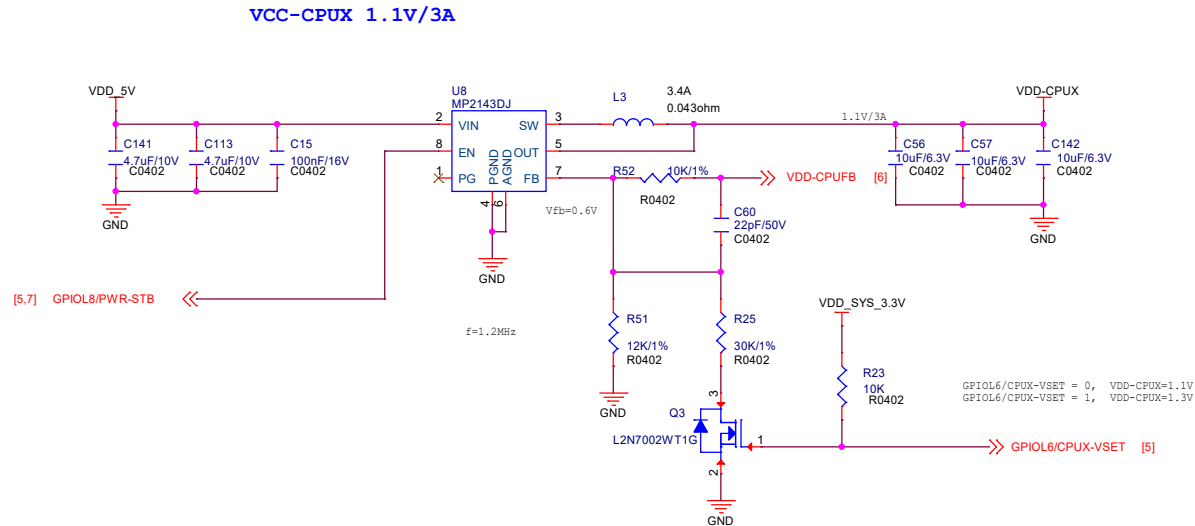 VCC-CPUX 1.1V/3A
VDD_5V
U8
MP2143DJ
L3
3.4A
0.043ohm
VDD-CPUX
2
VIN
SW
3
1.1V/3A
C141
4.7uF/10V
C0402
C113
4.7uF/10V
C0402
C15
100nF/16V
C0402
8
EN
OUT
5
C56
10uF/6.3V
C0402
C57
10uF/6.3V
C0402
C142
10uF/6.3V
C0402
1
PG
PGND
AGND
FB
7
4
6
R52
10K/1%
R0402
VDD-CPUFB
[6]
GND
Vfb=0.6V
C60
22pF/50V
C0402
GND
GND
[5,7]
GPIOL8/PWR-STB
VDD_SYS_3.3V
f=1.2MHz
R51
12K/1%
R0402
R25
30K/1%
R0402
R23
10K
R0402
GPIOL6/CPUX-VSET = 0, VDD-CPUX=1.1V
GPIOL6/CPUX-VSET = 1, VDD-CPUX=1.3V
GND
3
Q3
L2N7002WT1G
1
2
GPIOL6/CPUX-VSET
[5]
GND